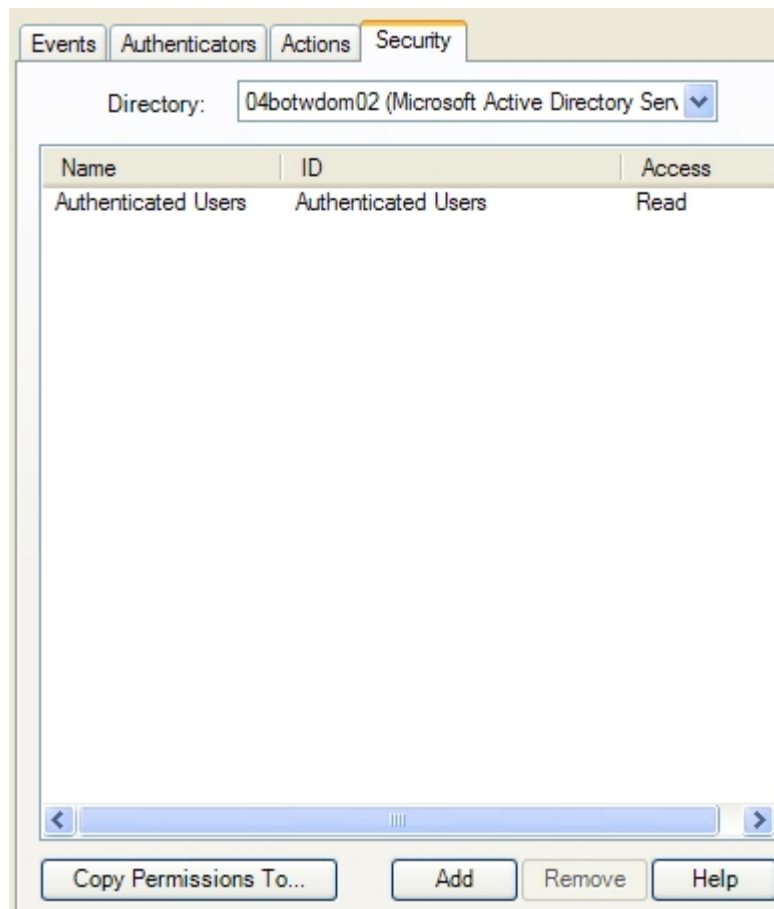 Events Authenticators Actions Security
Directory: 04botwdom02 (Microsoft Active Directory Serv
Name ID Access
Authenticated Users Authenticated Users Read
Copy Permissions To... Add Remove Help